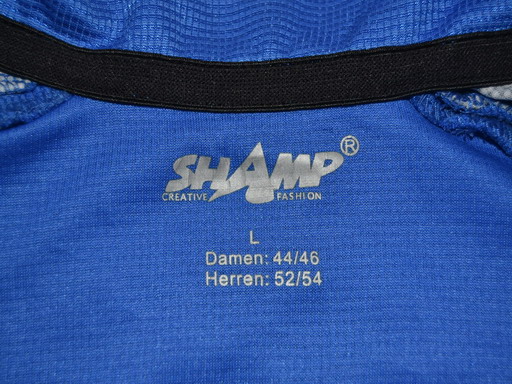 SHAMP®
CREATIVE FASHION
L
Damen: 44/46
Herren: 52/54